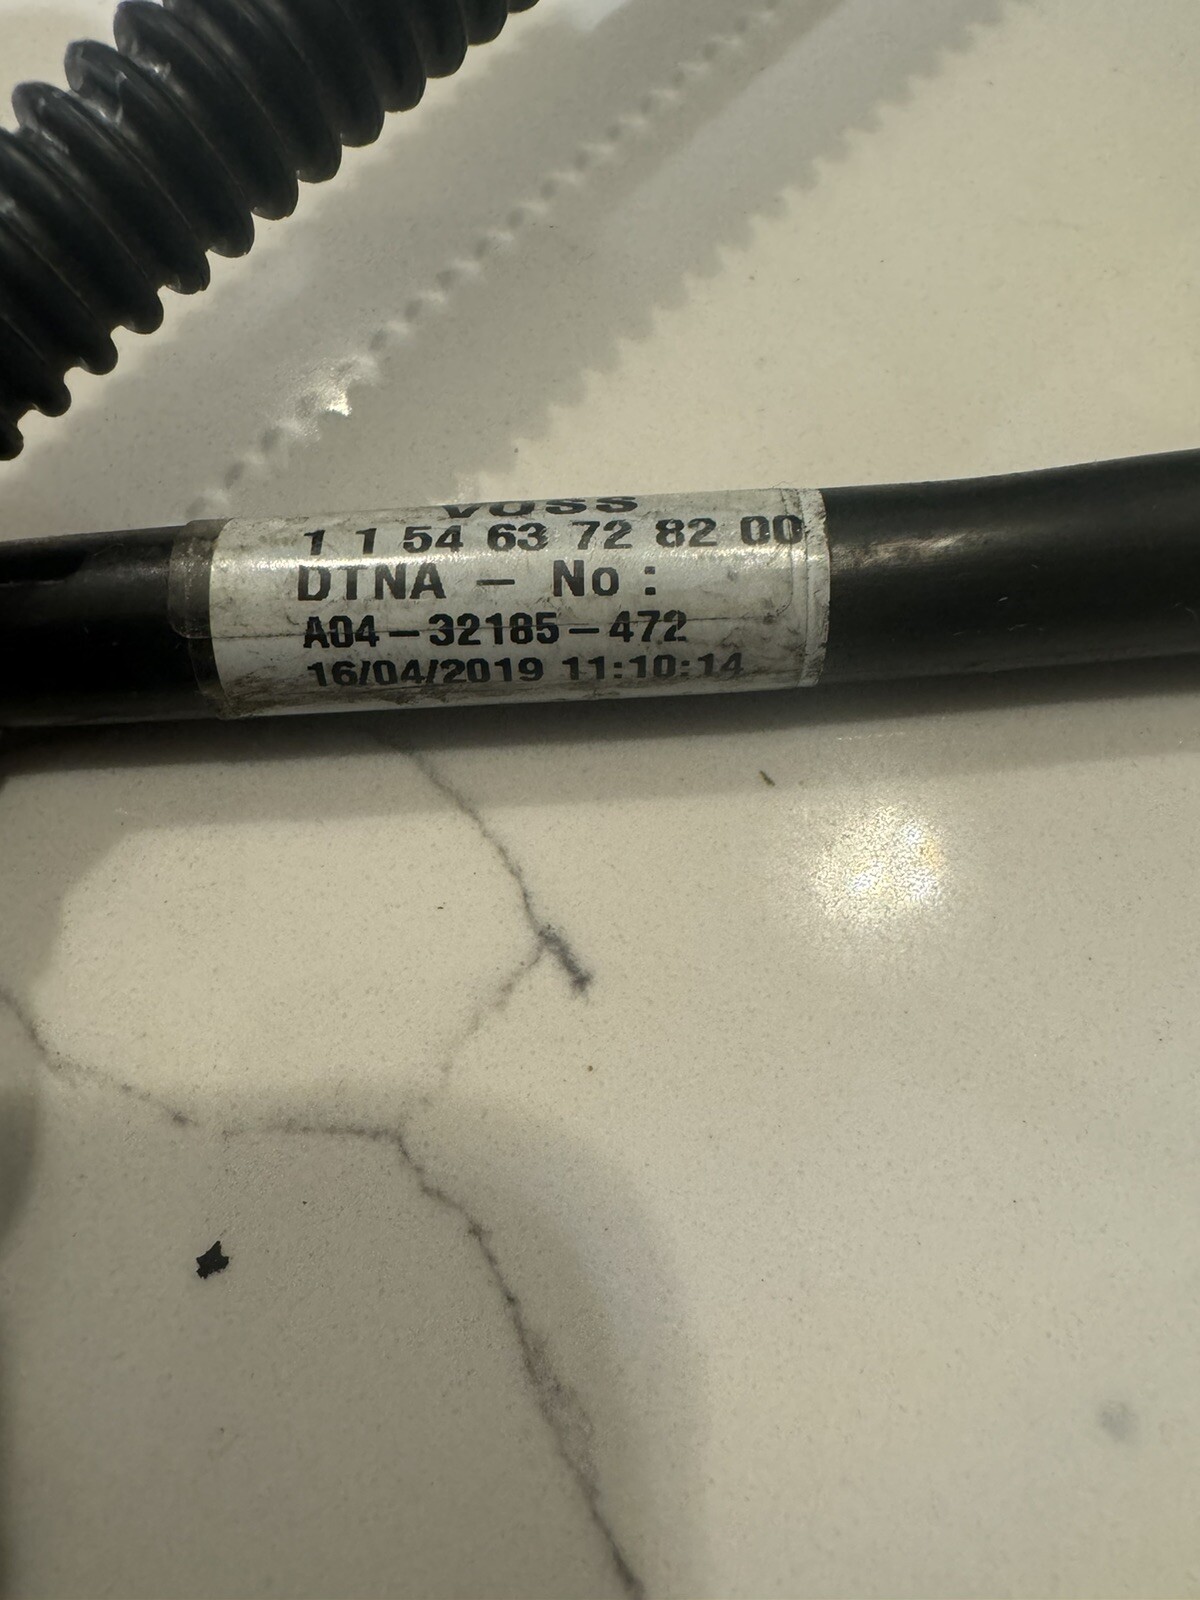 VOSS
1 1 54 63 72 82 00
DTNA - No :
A04-32185-472
16/04/2019 11:10:14